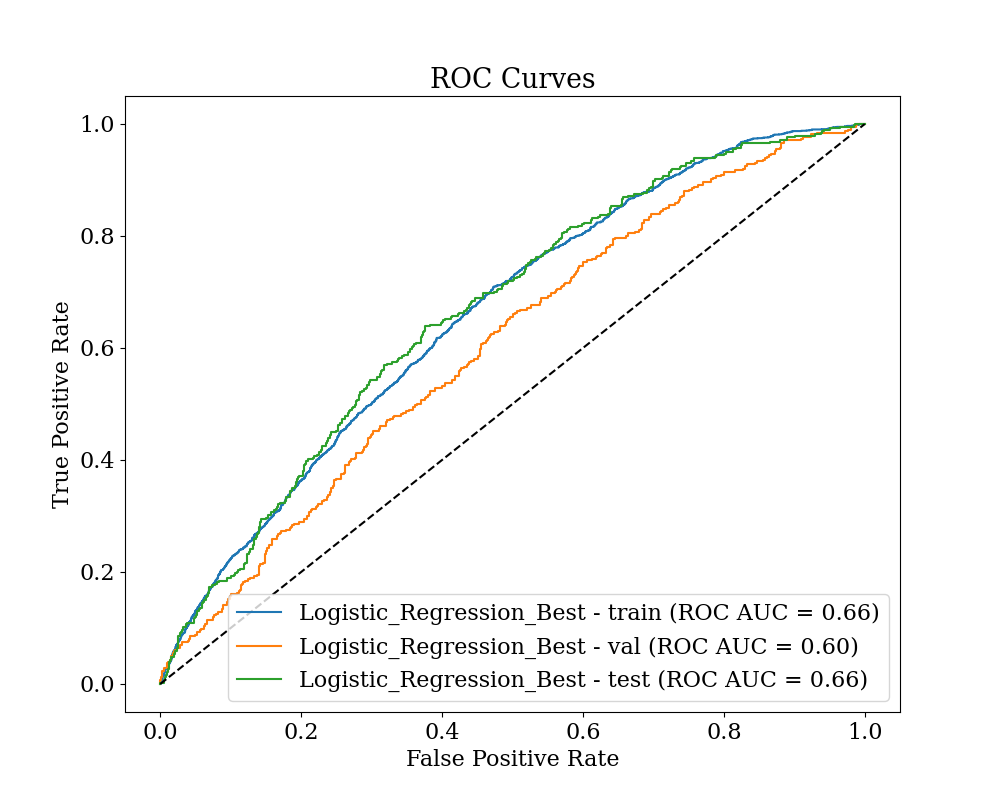 ROC Curves
True Positive Rate
1.0
0.8
0.6
0.4
0.2
0.0
Logistic_Regression_Best - train (ROC AUC = 0.66)
Logistic_Regression_Best - val (ROC AUC = 0.60)
Logistic_Regression_Best - test (ROC AUC = 0.66)
0.0 0.2 0.4 0.6 0.8 1.0
False Positive Rate